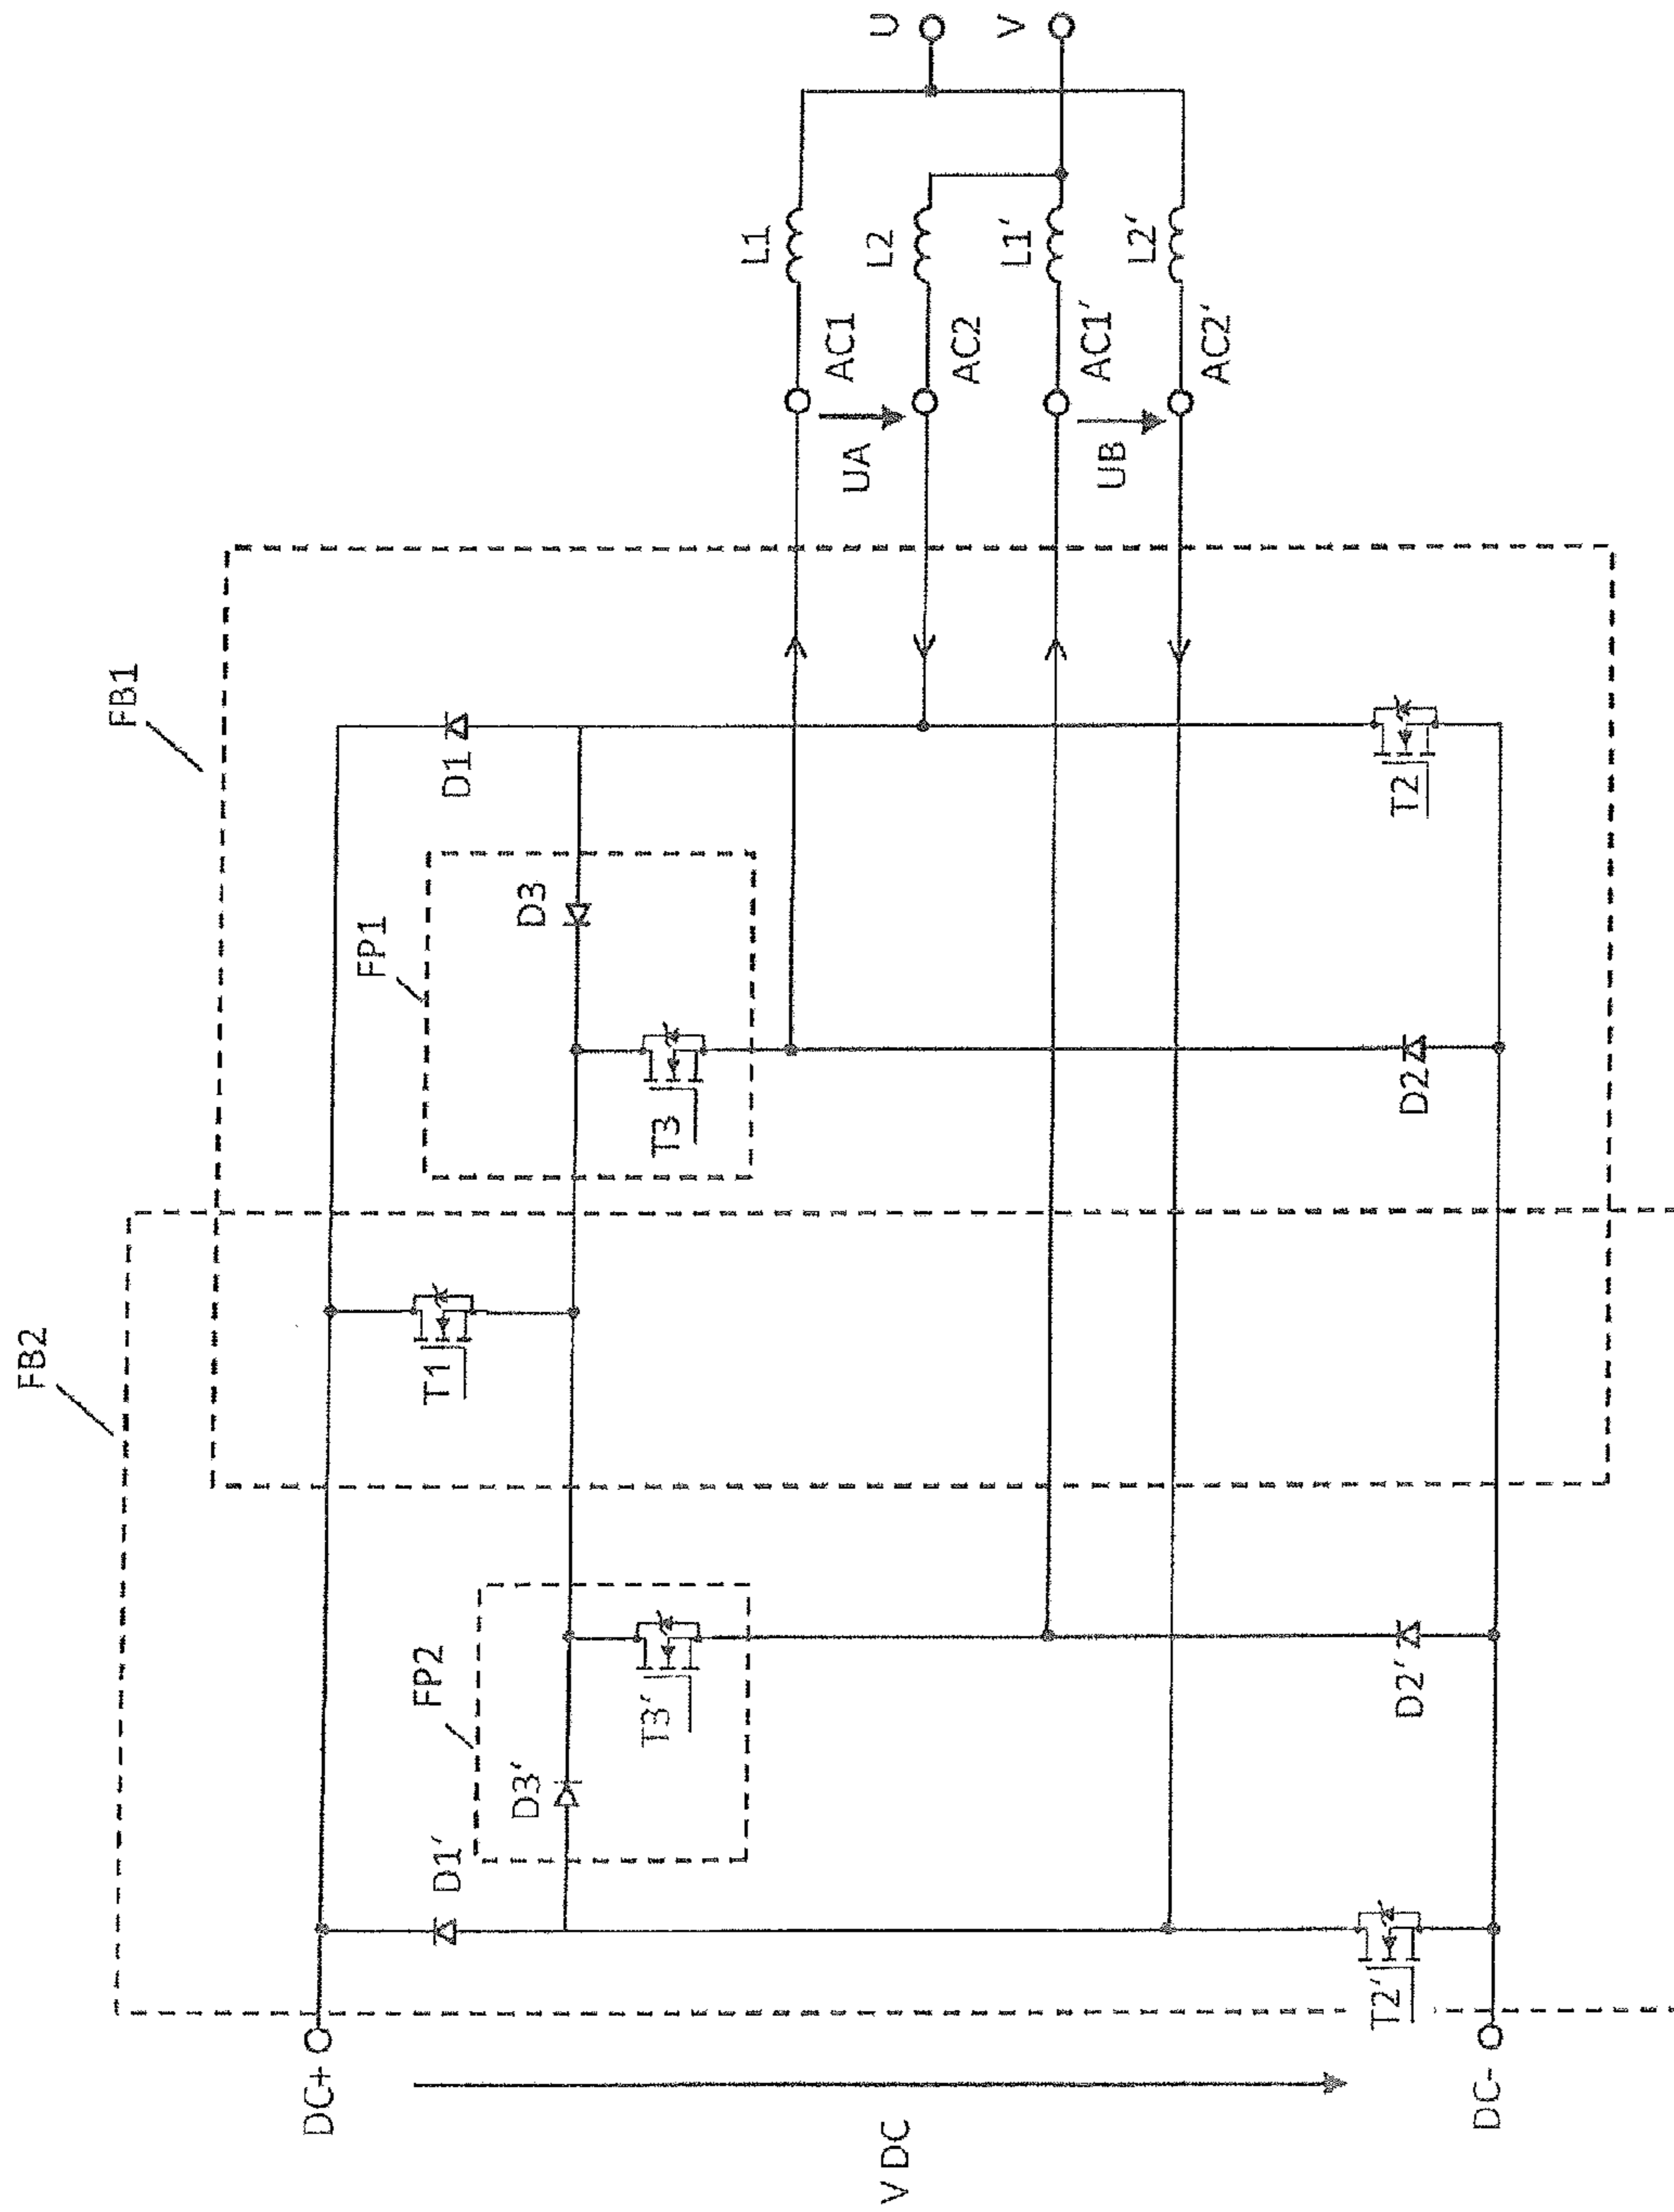 FB2
FB1
FP2
FP1
DC+
D1'
D3'
T3'
T1
T3
D3
D1
V DC
T2'
D2'
D2
T2
DC-
UA
UB
AC1
AC2
AC1'
AC2'
L1
L2
L1'
L2'
U
V